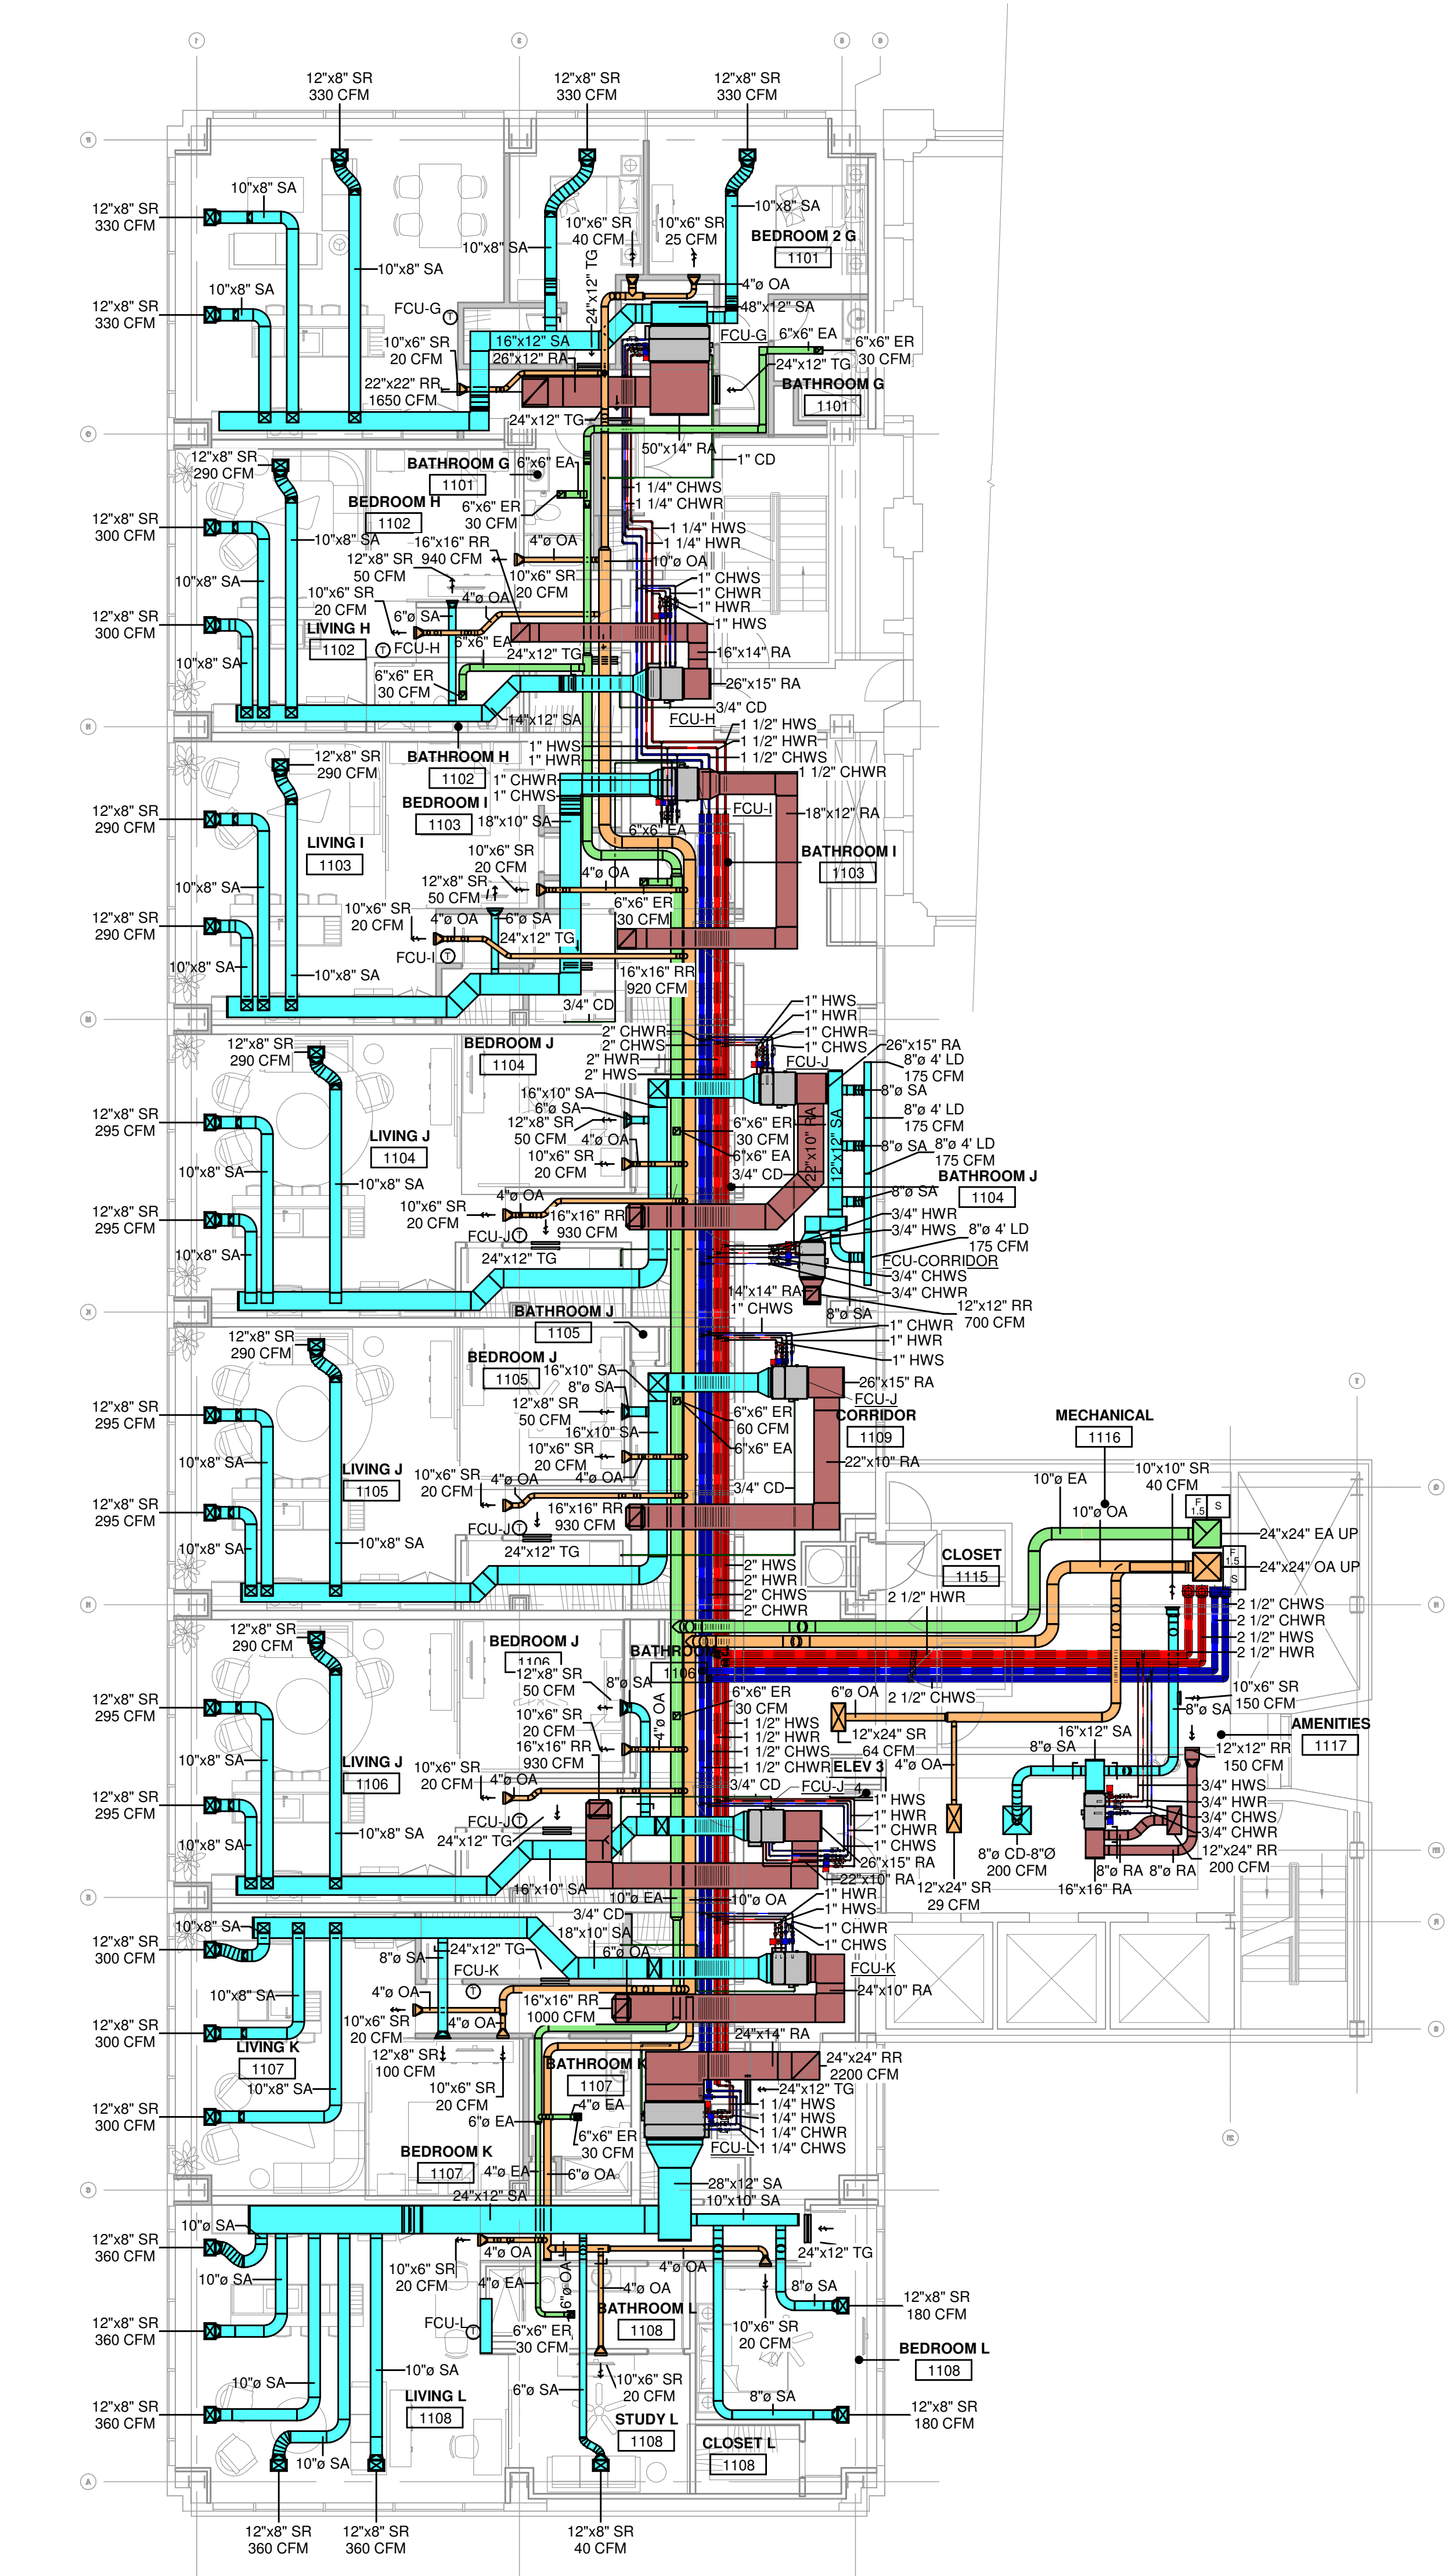 12"x8" SR
330 CFM
12"x8" SR
330 CFM
12"x8" SR
330 CFM
12"x8" SR
330 CFM
10"x8" SA
10"x8" SA
10"x8" SA
10"x8" SA
10"x6" SR
40 CFM
10"x6" SR
25 CFM
BEDROOM 2 G
1101
24"x12" TG
4"ø OA
12"x8" SR
330 CFM
10"x8" SA
FCU-G
T
48"x12" SA
FCU-G
6"x6" EA
6"x6" ER
30 CFM
10"x6" SR
20 CFM
16"x12" SA
26"x12" RA
24"x12" TG
22"x22" RR
1650 CFM
BATHROOM G
1101
24"x12" TG
50"x14" RA
1" CD
12"x8" SR
290 CFM
BATHROOM G
1101
6"x6" EA
BEDROOM H
1102
6"x6" ER
30 CFM
1 1/4" CHWS
1 1/4" CHWR
12"x8" SR
300 CFM
10"x8" SA
16"x16" RR
940 CFM
4"ø OA
1 1/4" HWS
1 1/4" HWR
10"ø OA
12"x8" SR
50 CFM
10"x8" SA
10"x6" SR
20 CFM
1" CHWS
1" CHWR
1" HWR
1" HWS
10"x6" SR
20 CFM
6"ø SA
4"ø OA
12"x8" SR
300 CFM
LIVING H
1102
T
FCU-H
6"x6" EA
24"x12" TG
16"x14" RA
10"x8" SA
6"x6" ER
30 CFM
26"x15" RA
3/4" CD
FCU-H
14"x12" SA
1 1/2" HWS
1 1/2" HWR
1 1/2" CHWS
1 1/2" CHWR
BATHROOM H
1102
1" HWS
1" HWR
1" CHWR
1" CHWS
12"x8" SR
290 CFM
BEDROOM I
1103
FCU-I
18"x12" RA
12"x8" SR
290 CFM
18"x10" SA
6"x6" EA
LIVING I
1103
10"x6" SR
20 CFM
BATHROOM I
1103
12"x8" SR
50 CFM
4"ø OA
10"x8" SA
6"x6" ER
30 CFM
12"x8" SR
290 CFM
10"x6" SR
20 CFM
4"ø OA
6"ø SA
24"x12" TG
FCU-I
T
10"x8" SA
10"x8" SA
16"x16" RR
920 CFM
3/4" CD
1" HWS
1" HWR
1" CHWR
1" CHWS
2" CHWR
2" CHWS
2" HWR
2" HWS
12"x8" SR
290 CFM
BEDROOM J
1104
FCU-J
26"x15" RA
8"ø 4' LD
175 CFM
16"x10" SA
6"ø SA
8"ø SA
12"x8" SR
295 CFM
12"x8" SR
50 CFM
6"x6" ER
30 CFM
8"ø 4' LD
175 CFM
LIVING J
1104
4"ø OA
6"x6" EA
22"x10" RA
12"x12" SA
8"ø SA
8"ø 4' LD
175 CFM
10"x8" SA
10"x6" SR
20 CFM
3/4" CD
BATHROOM J
1104
10"x8" SA
8"ø SA
12"x8" SR
295 CFM
10"x6" SR
20 CFM
4"ø OA
16"x16" RR
930 CFM
3/4" HWR
3/4" HWS
8"ø 4' LD
175 CFM
FCU-J
T
10"x8" SA
24"x12" TG
FCU-CORRIDOR
3/4" CHWS
3/4" CHWR
14"x14" RA
8"ø SA
12"x12" RR
700 CFM
BATHROOM J
1105
1" CHWS
1" CHWR
1" HWR
1" HWS
12"x8" SR
290 CFM
BEDROOM J
1105
16"x10" SA
8"ø SA
26"x15" RA
FCU-J
12"x8" SR
295 CFM
12"x8" SR
50 CFM
16"x10" SA
6"x6" ER
60 CFM
6"x6" EA
CORRIDOR
1109
MECHANICAL
1116
10"x8" SA
LIVING J
1105
10"x6" SR
20 CFM
4"ø OA
22"x10" RA
10"x6" SR
20 CFM
4"ø OA
3/4" CD
10"ø EA
10"x10" SR
40 CFM
12"x8" SR
295 CFM
16"x16" RR
930 CFM
10"ø OA
F
1.5
S
24"x24" EA UP
FCU-J
T
10"x8" SA
10"x8" SA
24"x12" TG
2" HWS
2" HWR
2" CHWS
2" CHWR
CLOSET
1115
F
1.5
S
24"x24" OA UP
2 1/2" HWR
2 1/2" CHWS
2 1/2" CHWR
2 1/2" HWS
2 1/2" HWR
12"x8" SR
290 CFM
BEDROOM J
1106
BATHROOM
1106
12"x8" SR
50 CFM
8"ø SA
2 1/2" CHWS
12"x8" SR
295 CFM
10"x6" SR
20 CFM
4"ø OA
6"x6" ER
30 CFM
6"ø OA
10"x6" SR
150 CFM
8"ø SA
1 1/2" HWS
1 1/2" HWR
1 1/2" CHWS
1 1/2" CHWR
12"x24" SR
64 CFM
16"x12" SA
AMENITIES
1117
10"x8" SA
LIVING J
1106
16"x16" RR
930 CFM
10"x6" SR
20 CFM
4"ø OA
3/4" CD
ELEV 3
4"ø OA
8"ø SA
12"x12" RR
150 CFM
FCU-J
12"x8" SR
295 CFM
FCU-J
T
24"x12" TG
1" HWS
1" HWR
1" CHWR
1" CHWS
3/4" HWS
3/4" HWR
3/4" CHWS
3/4" CHWR
10"x8" SA
10"x8" SA
8"ø CD-8"Ø
200 CFM
26"x15" RA
22"x10" RA
8"ø RA
8"ø RA
12"x24" RR
200 CFM
16"x10" SA
12"x24" SR
29 CFM
16"x16" RA
10"ø EA
10"ø OA
1" HWR
1" HWS
1" CHWR
1" CHWS
3/4" CD
10"x8" SA
18"x10" SA
12"x8" SR
300 CFM
8"ø SA
24"x12" TG
6"ø OA
FCU-K
T
FCU-K
24"x10" RA
10"x8" SA
4"ø OA
16"x16" RR
1000 CFM
12"x8" SR
300 CFM
10"x6" SR
20 CFM
4"ø OA
24"x14" RA
LIVING K
1107
12"x8" SR
100 CFM
BATHROOM K
1107
24"x24" RR
2200 CFM
10"x8" SA
10"x6" SR
20 CFM
24"x12" TG
12"x8" SR
300 CFM
4"ø EA
6"ø EA
1 1/4" HWS
1 1/4" HWS
1 1/4" CHWR
1 1/4" CHWS
6"x6" ER
30 CFM
FCU-L
BEDROOM K
1107
4"ø EA
6"ø OA
28"x12" SA
24"x12" SA
10"x10" SA
10"ø SA
12"x8" SR
360 CFM
4"ø OA
24"x12" TG
10"x6" SR
20 CFM
4"ø OA
10"ø SA
4"ø EA
6"ø OA
4"ø OA
8"ø SA
12"x8" SR
180 CFM
12"x8" SR
360 CFM
FCU-L
T
BATHROOM L
1108
6"x6" ER
30 CFM
10"x6" SR
20 CFM
BEDROOM L
1108
10"ø SA
10"ø SA
6"ø SA
10"x6" SR
20 CFM
LIVING L
1108
8"ø SA
12"x8" SR
360 CFM
STUDY L
1108
12"x8" SR
180 CFM
CLOSET L
1108
10"ø SA
12"x8" SR
360 CFM
12"x8" SR
360 CFM
12"x8" SR
40 CFM